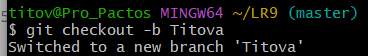 titov@Pro_Pactos MINGW64 ~/LR9 (master)
$ git checkout -b Titova
Switched to a new branch 'Titova'